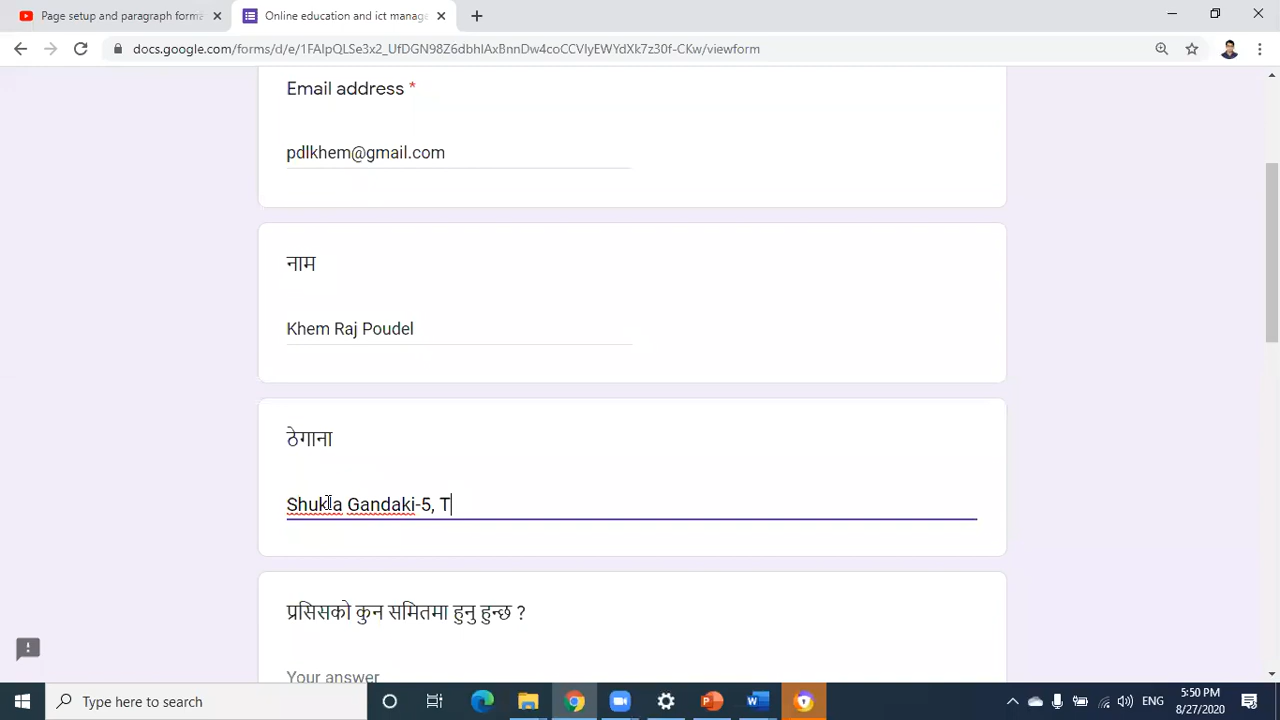 Page setup and paragraph forma
Online education and ict manag
docs.google.com/forms/d/e/1FAIpQLSe3x2_UfDGN98Z6dbhlAxBnnDw4coCCVlyEWYdXk7z30f-CKw/viewform
Email address *
pdlkhem@gmail.com
नाम
Khem Raj Poudel
ठेगाना
Shukla Gandaki-5, T
प्रसिसको कुन समितमा हुनु हुन्छ ?
Your answer
Type here to search
ENG
5:50 PM
8/27/2020